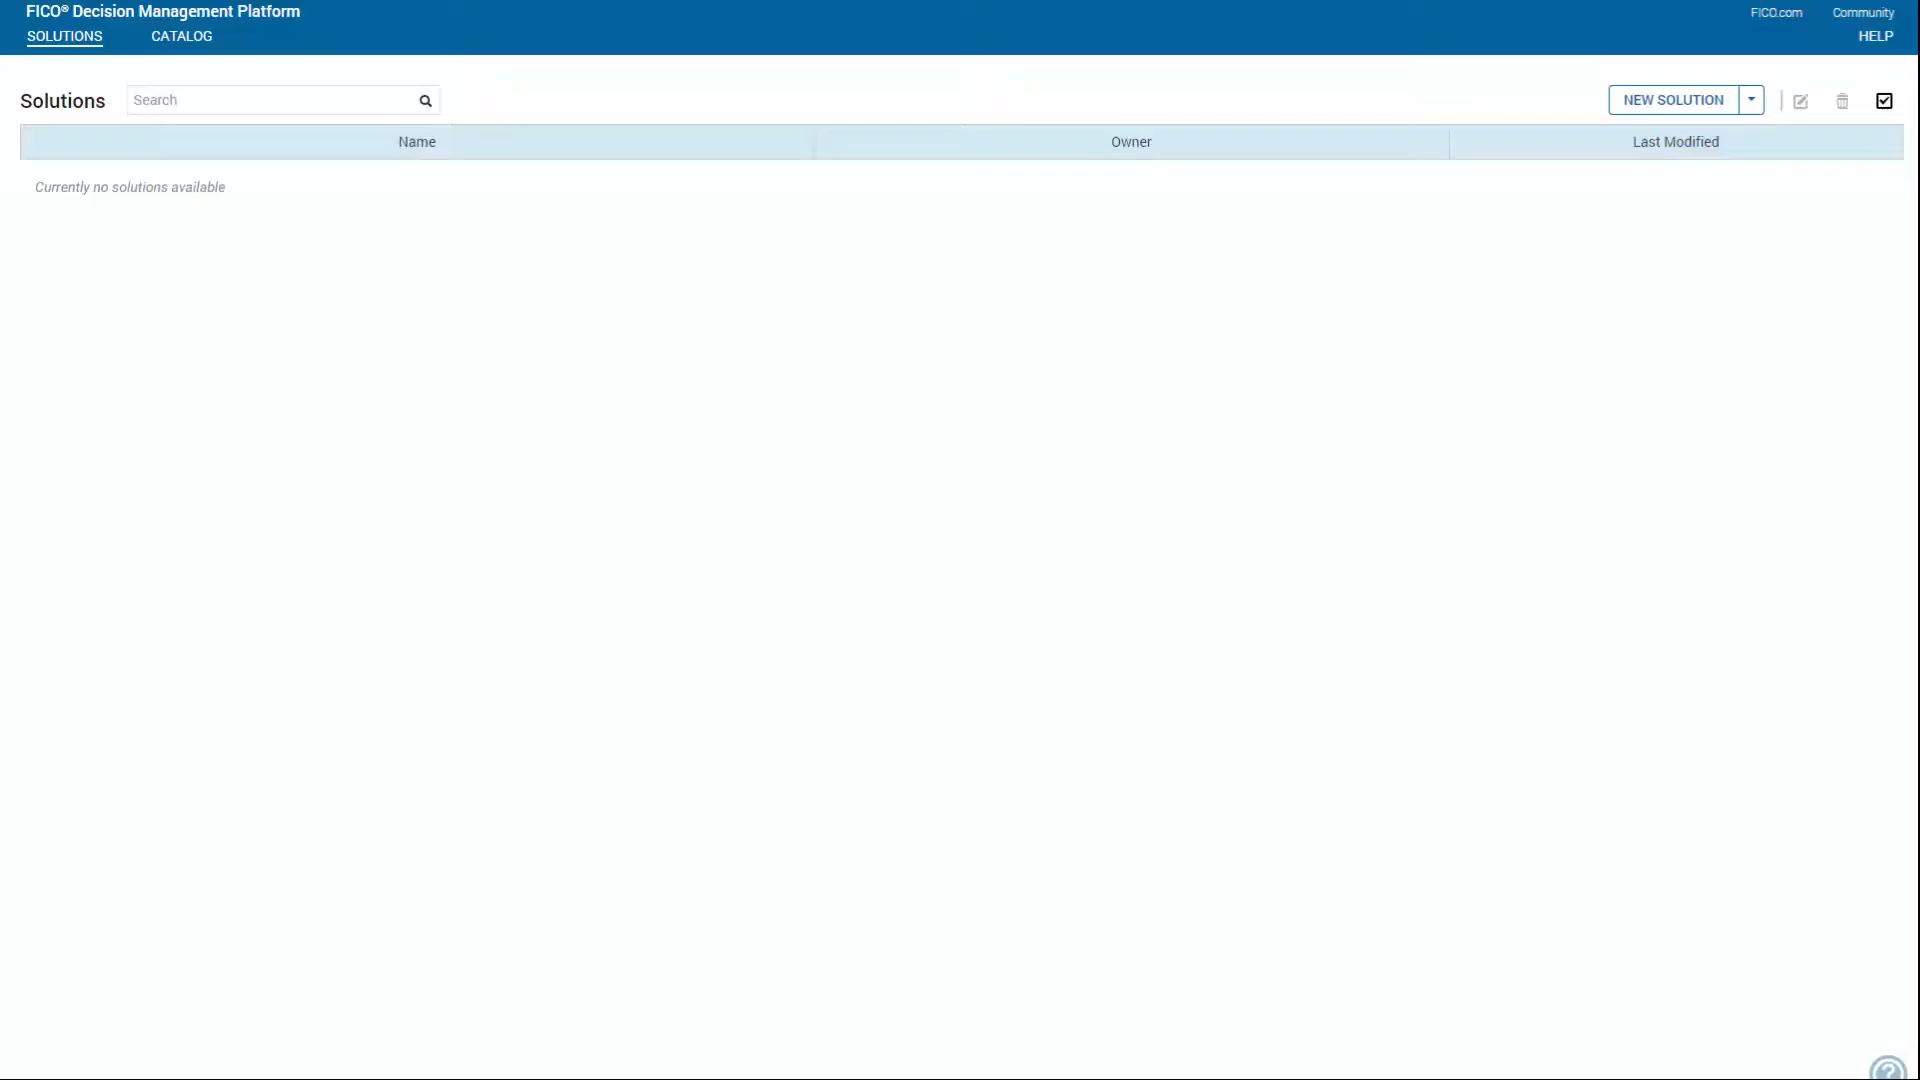 FICO® Decision Management Platform
FICO.com Community
SOLUTIONS CATALOG
HELP
Solutions
Search
NEW SOLUTION
Name Owner Last Modified
Currently no solutions available
?